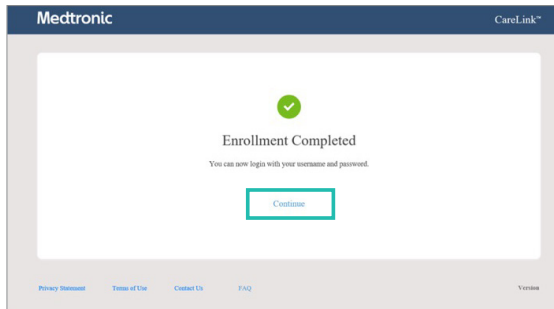 Medtronic
CareLink™
Enrollment Completed
You can now login with your username and password.
Continue
Privacy Statement Terms of Use Contact Us FAQ Version